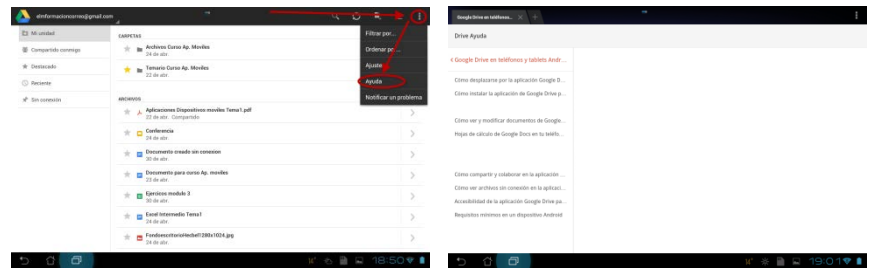 elinformacioncorreo@gmail.com
Mi unidad
Compartido conmigo
Destacado
Reciente
Sin conexión
CARPETAS
Archivos Curso Ap. Moviles
24 de abr.
Temario Curso Ap. Moviles
22 de abr.
ARCHIVOS
Aplicaciones Dispositivos moviles Tema1.pdf
22 de abr. Compartido
Conferencia
24 de abr.
Documento creado sin conexion
30 de abr.
Documento para curso Ap. moviles
23 de abr.
Ejercicos modulo 3
30 de abr.
Excel Intermedio Tema1
24 de abr.
24 de abr.
Filtrar por...
Ordenar por...
Ajustes
Ayuda
Notificar un problema
18:50
Google Drive en teléfonos...
Drive Ayuda
Google Drive en teléfonos y tablets Andr...
Cómo desplazarse por la aplicación Google D...
Cómo instalar la aplicación de Google Drive p...
Cómo ver y modificar documentos de Google...
Hojas de cálculo de Google Docs en tu teléfo...
Cómo compartir y colaborar en la aplicación ...
Cómo ver archivos sin conexión en la aplicaci...
Accesibilidad de la aplicación Google Drive pa...
Requisitos mínimos en un dispositivo Android
19:01